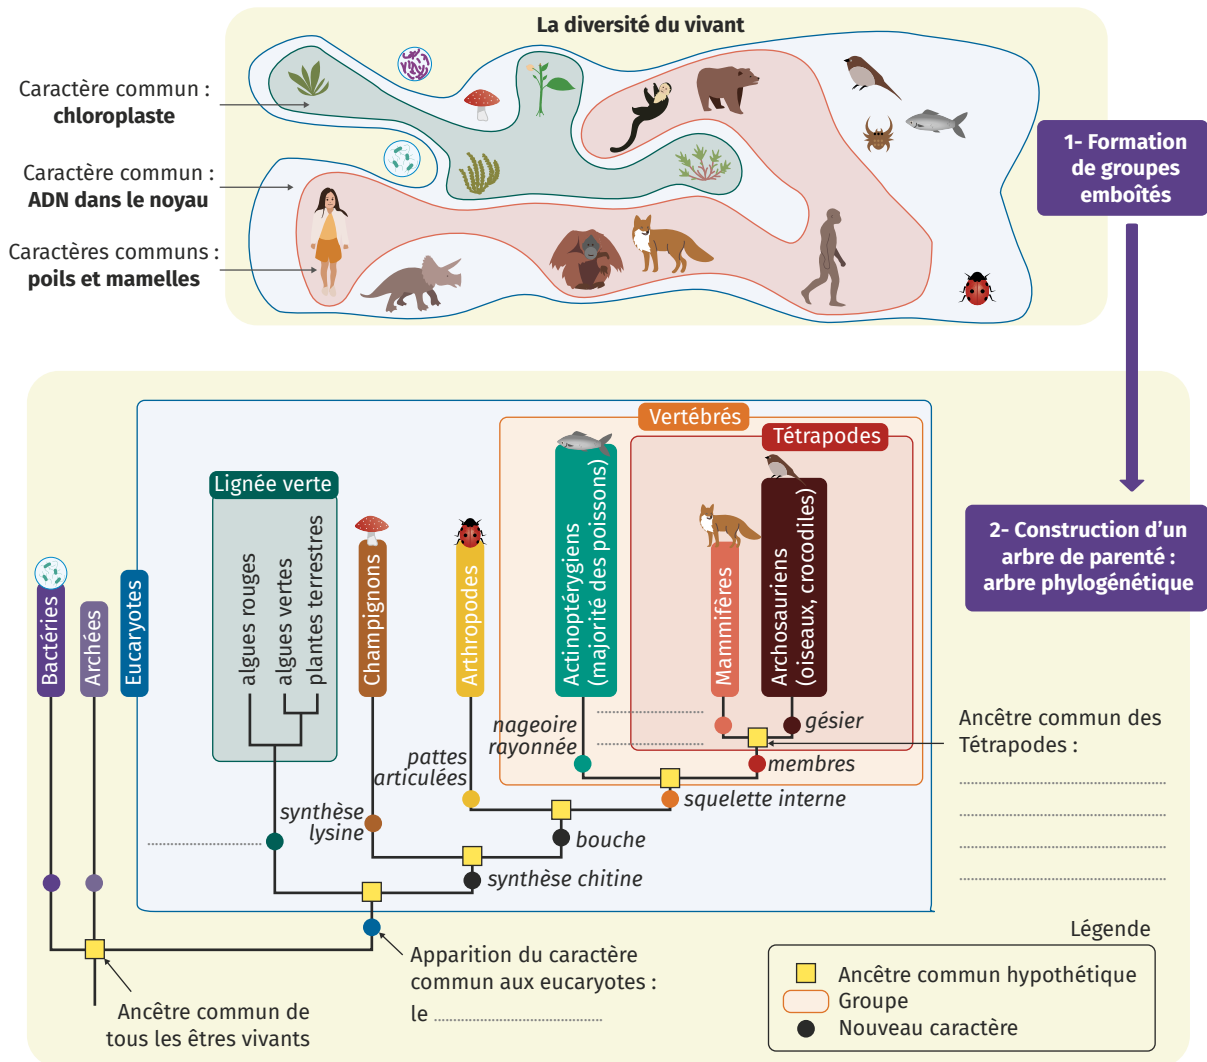 La diversité du vivant
Caractère commun :
chloroplaste
Caractère commun :
ADN dans le noyau
Caractères communs :
poils et mamelles
1- Formation
de groupes
emboîtés
2- Construction d'un
arbre de parenté :
arbre phylogénétique
Vertébrés
Tétrapodes
Lignée verte
Bactéries
Archées
Eucaryotes
algues rouges
algues vertes
plantes terrestres
Champignons
Arthropodes
Actinoptérygiens
(majorité des poissons)
Mammifères
Archosauriens
(oiseaux, crocodiles)
nageoire
rayonnée
gésier
pattes
articulées
membres
synthèse
lysine
squelette interne
bouche
synthèse chitine
Ancêtre commun des
Tétrapodes :
Apparition du caractère
commun aux eucaryotes :
le ..........................................
Ancêtre commun de
tous les êtres vivants
Légende
Ancêtre commun hypothétique
Groupe
Nouveau caractère